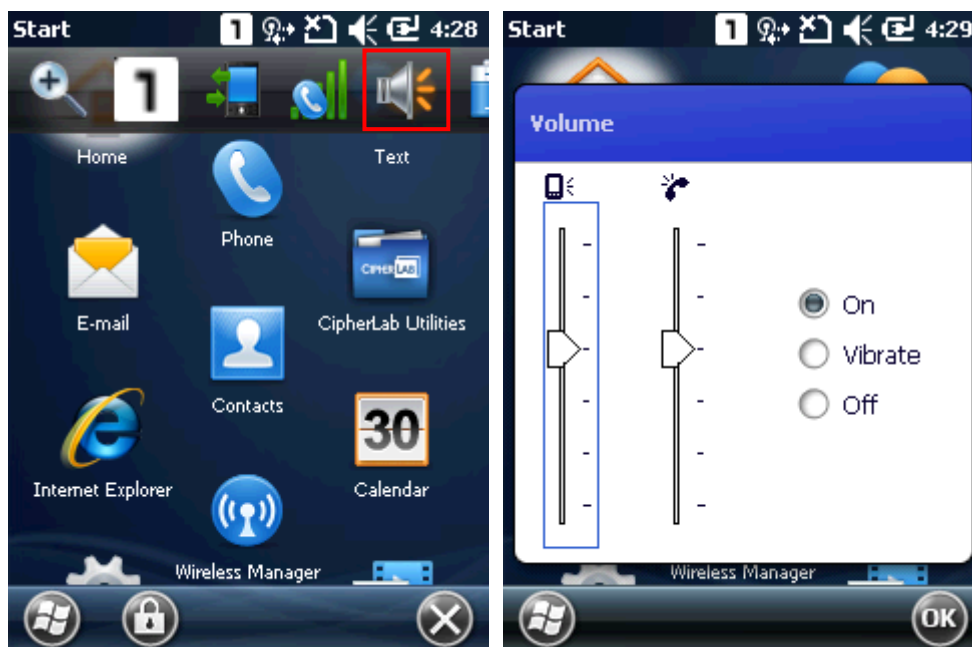 Start 1 4:28
1
Home Text
Phone
CIPHERLAB
E-mail CipherLab Utilities
Contacts
30
Internet Explorer Calendar
Wireless Manager
Start 1 4:29
Volume
On
Vibrate
Off
Wireless Manager
OK